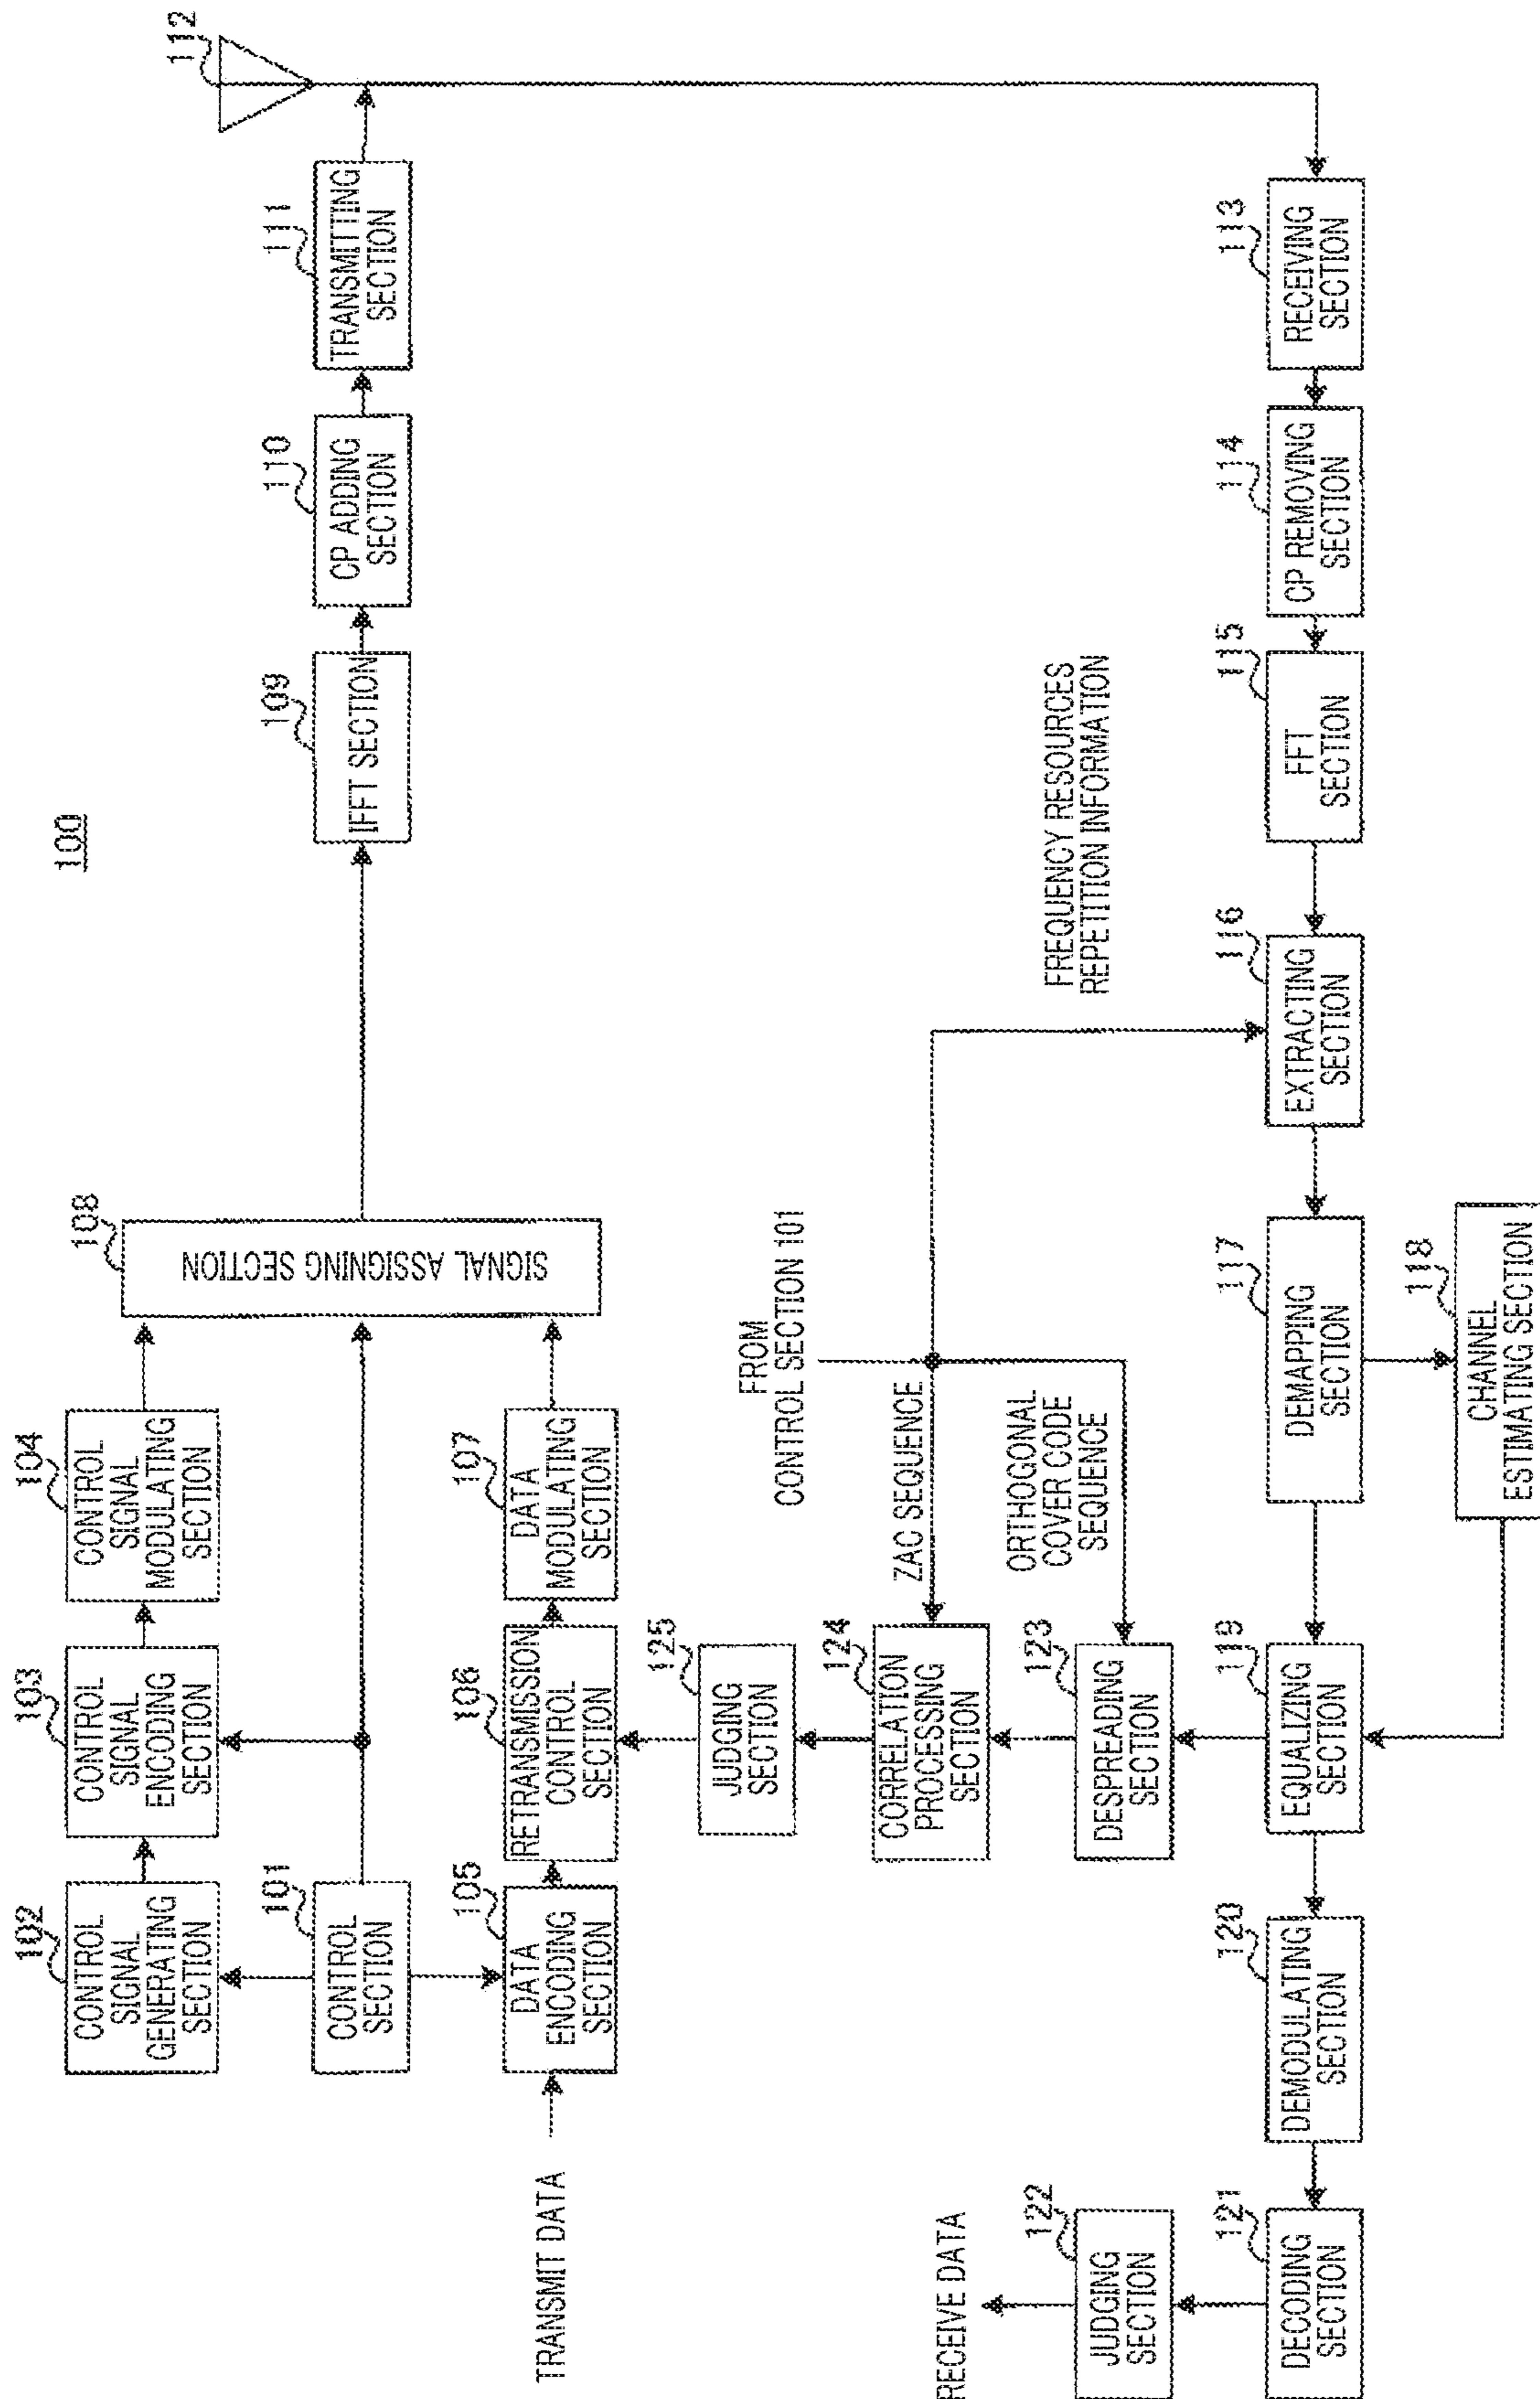 100
102
CONTROL
SIGNAL
GENERATING
SECTION
103
CONTROL
SIGNAL
ENCODING
SECTION
104
CONTROL
SIGNAL
MODULATING
SECTION
101
CONTROL
SECTION
TRANSMIT DATA
105
DATA
ENCODING
SECTION
106
RETRANSMISSION
CONTROL
SECTION
107
DATA
MODULATING
SECTION
108
SIGNAL ASSIGNING SECTION
109
IFFT SECTION
110
CP ADDING
SECTION
111
TRANSMITTING
SECTION
112
113
RECEIVING
SECTION
114
CP REMOVING
SECTION
115
FFT
SECTION
116
EXTRACTING
SECTION
FREQUENCY RESOURCES
REPETITION INFORMATION
FROM
CONTROL SECTION 101
ZAC SEQUENCE
ORTHOGONAL
COVER CODE
SEQUENCE
117
DEMAPPING
SECTION
118
CHANNEL
ESTIMATING SECTION
119
EQUALIZING
SECTION
123
DESPREADING
SECTION
124
CORRELATION
PROCESSING
SECTION
125
JUDGING
SECTION
120
DEMODULATING
SECTION
121
DECODING
SECTION
122
JUDGING
SECTION
RECEIVE DATA